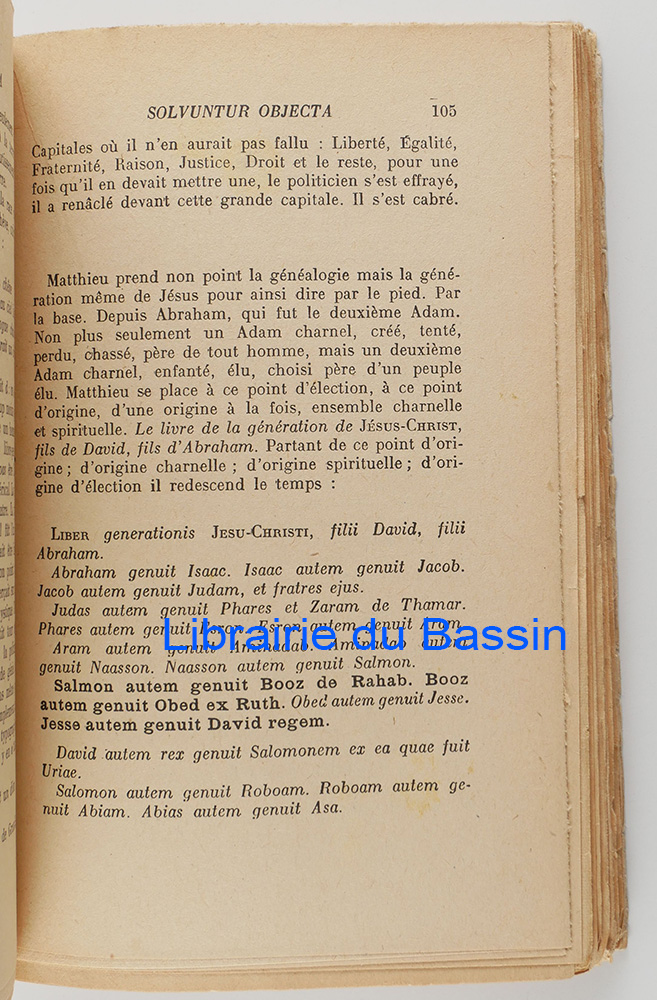 SOLVUNTUR OBJECTA 105
Capitales où il n'en aurait pas fallu : Liberté, Égalité,
Fraternité, Raison, Justice, Droit et le reste, pour une
fois qu'il en devait mettre une, le politicien s'est effrayé,
il a renâclé devant cette grande capitale. Il s'est cabré.
Matthieu prend non point la généalogie mais la géné-
ration même de Jésus pour ainsi dire par le pied. Par
la base. Depuis Abraham, qui fut le deuxième Adam.
Non plus seulement un Adam charnel, créé, tenté,
perdu, chassé, père de tout homme, mais un deuxième
Adam charnel, enfanté, élu, choisi père d'un peuple
élu. Matthieu se place à ce point d'élection, à ce point
d'origine, d'une origine à la fois, ensemble charnelle
et spirituelle. Le livre de la génération de JÉSUS-CHRIST,
fils de David, fils d'Abraham. Partant de ce point d'ori-
gine ; d'origine charnelle ; d'origine spirituelle ; d'ori-
gine d'élection il redescend le temps :
LIBER generationis JESU-CHRISTI, filii David, filii
Abraham.
Abraham genuit Isaac. Isaac autem genuit Jacob.
Jacob autem genuit Judam, et fratres ejus.
Judas autem genuit Phares et Zaram de Thamar.
Phares autem genuit Esron. Esron autem genuit Aram.
Aram autem genuit Aminadab. Aminadab autem
genuit Naasson. Naasson autem genuit Salmon.
Salmon autem genuit Booz de Rahab. Booz
autem genuit Obed ex Ruth. Obed autem genuit Jesse.
Jesse autem genuit David regem.
David autem rex genuit Salomonem ex ea quae fuit
Uriae.
Salomon autem genuit Roboam. Roboam autem ge-
nuit Abiam. Abias autem genuit Asa.
Librairie du Bassin